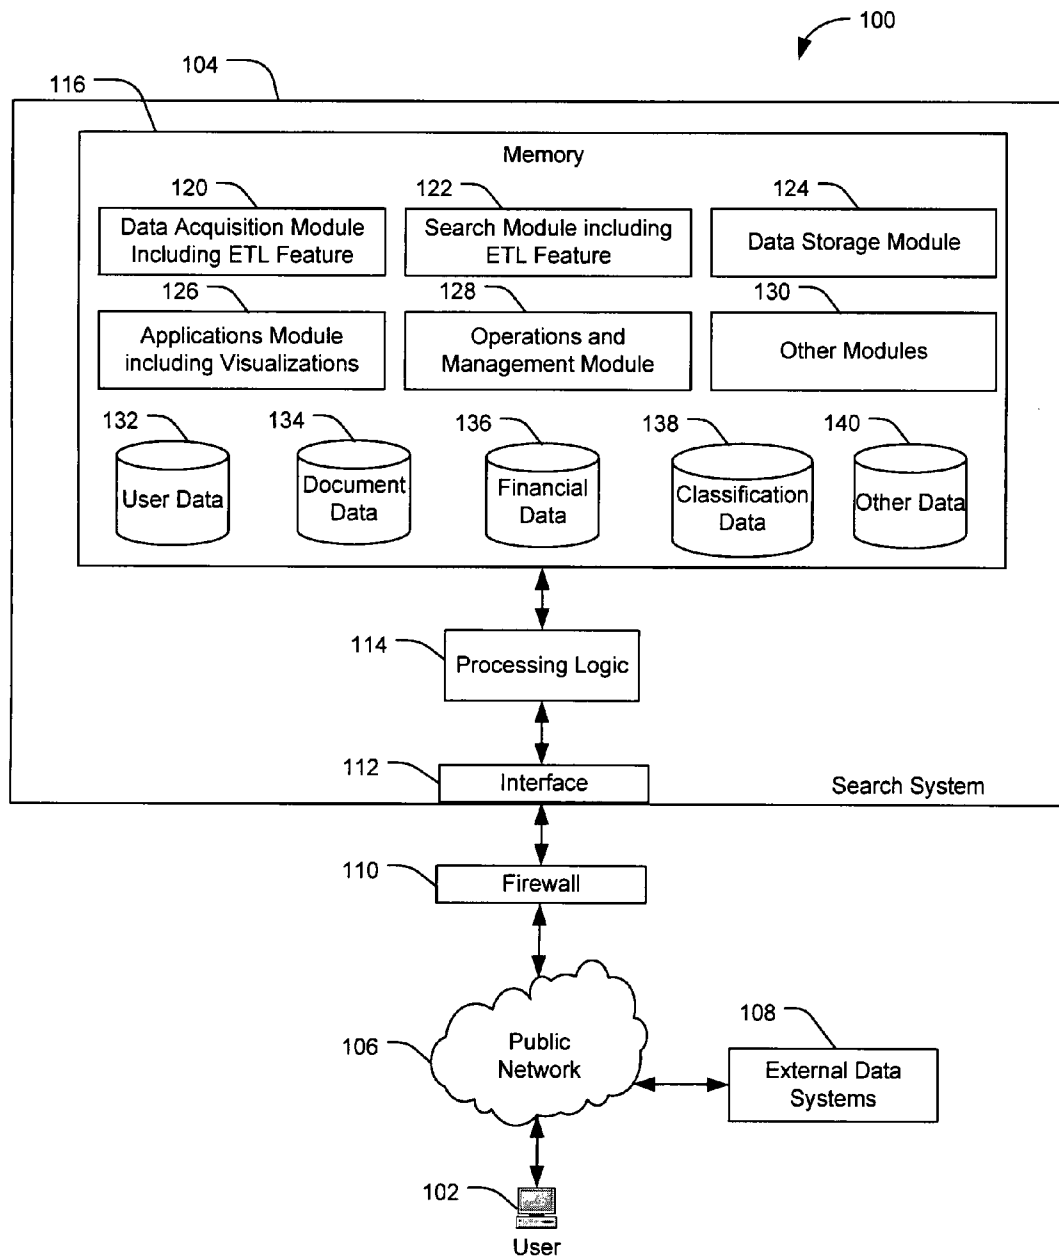 100
104
116
Memory
120
122
124
Data Acquisition Module
Including ETL Feature
Search Module including
ETL Feature
Data Storage Module
126
128
130
Applications Module
including Visualizations
Operations and
Management Module
Other Modules
132
134
136
138
140
User Data
Document
Data
Financial
Data
Classification
Data
Other Data
114
Processing Logic
112
Interface
Search System
110
Firewall
106
Public
Network
108
External Data
Systems
102
User